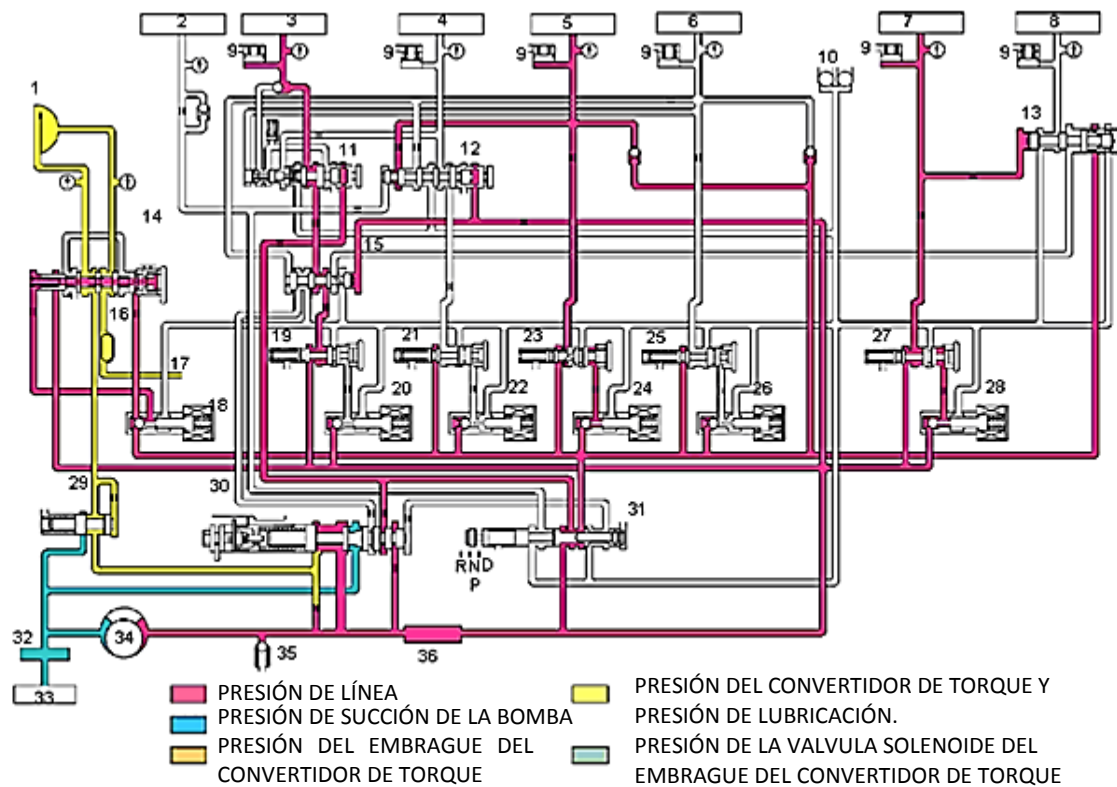 2 3 4 5 6 7 8
9 9 9 9 9 9
10
1
13
11 12
14
15
16
19 21 23 25 27
17
18 20 22 24 26 28
29
30
31
R N D
P
32
34
35 36
33
PRESIÓN DE LÍNEA
PRESIÓN DE SUCCIÓN DE LA BOMBA
PRESIÓN DEL EMBRAGUE DEL
CONVERTIDOR DE TORQUE
PRESIÓN DEL CONVERTIDOR DE TORQUE Y
PRESIÓN DE LUBRICACIÓN.
PRESIÓN DE LA VALVULA SOLENOIDE DEL
EMBRAGUE DEL CONVERTIDOR DE TORQUE